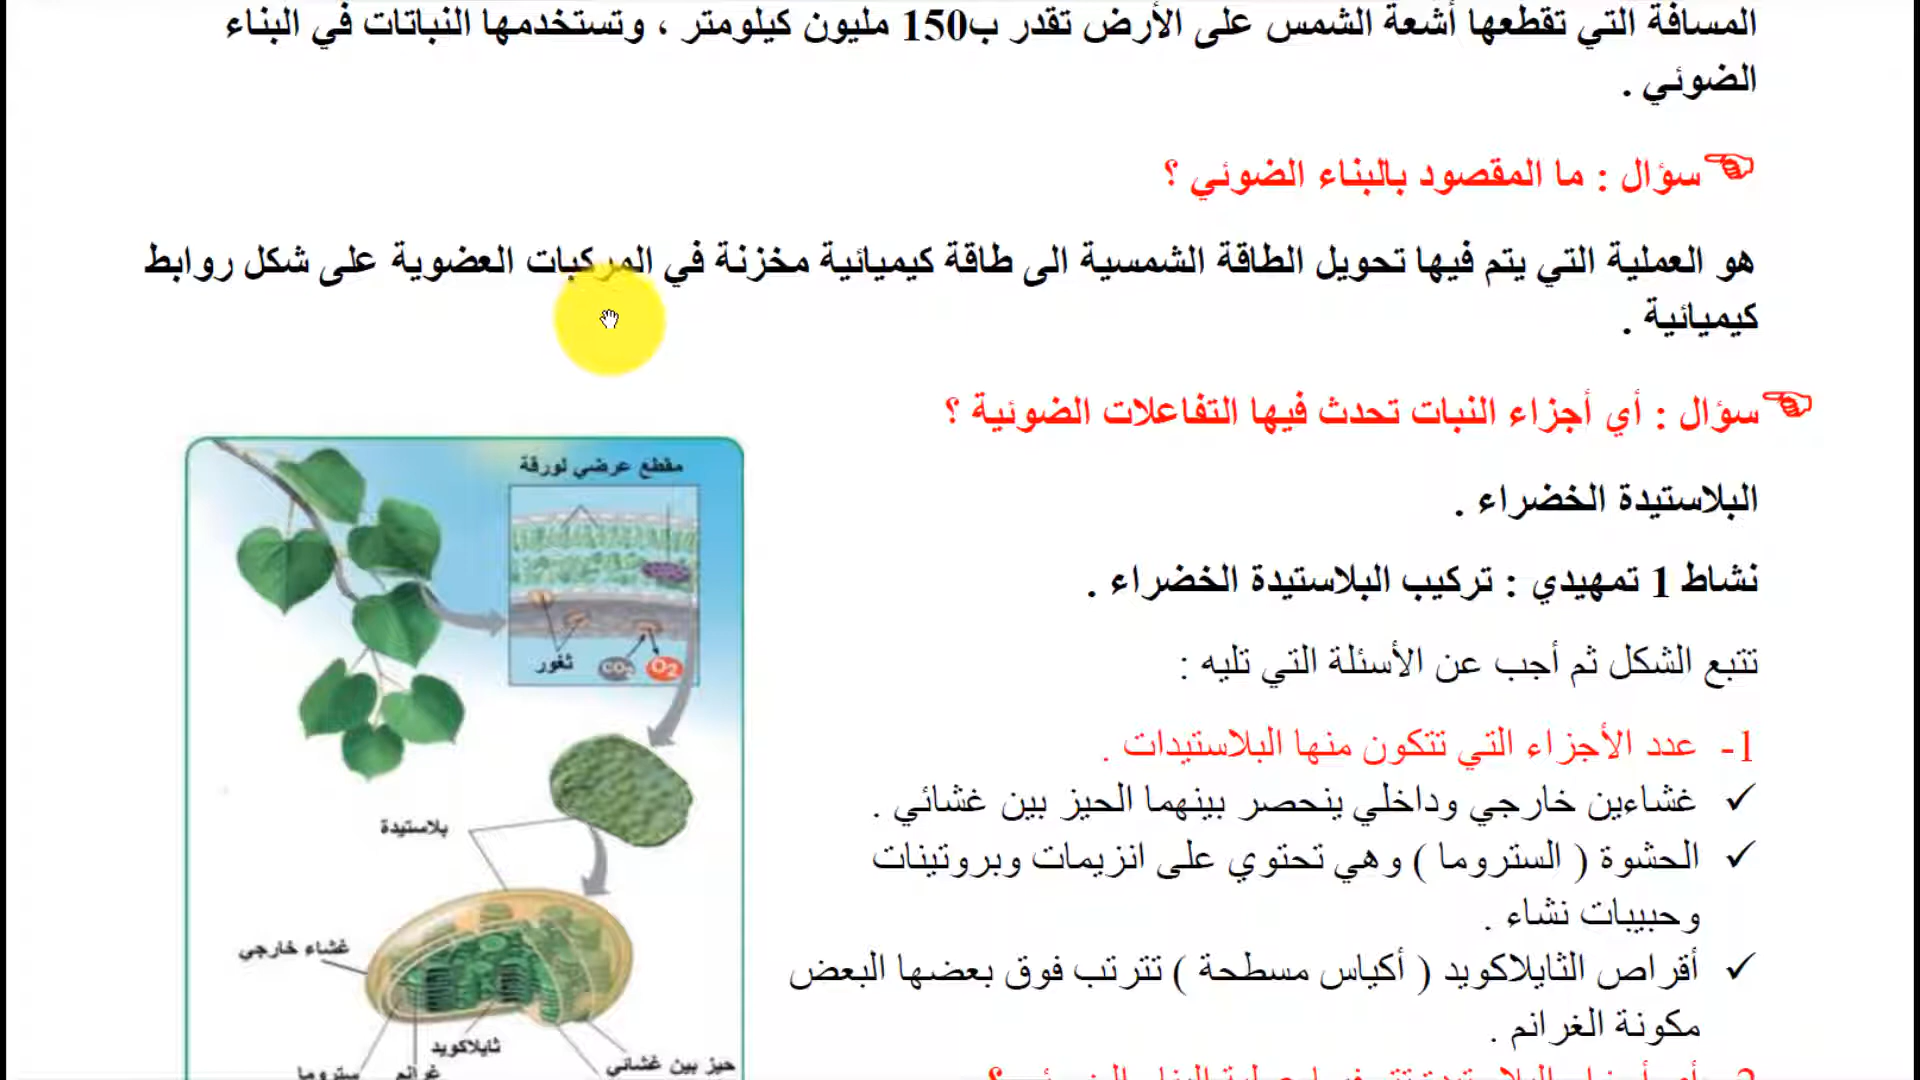 المسافة التي تقطعها أشعة الشمس على الأرض تقدر ب150 مليون كيلومتر ، وتستخدمها النباتات في البناء
الضوئي .
سؤال : ما المقصود بالبناء الضوئي ؟
هو العملية التي يتم فيها تحويل الطاقة الشمسية الى طاقة كيميائية مخزنة في المركبات العضوية على شكل روابط
كيميائية .
سؤال : أي أجزاء النبات تحدث فيها التفاعلات الضوئية ؟
البلاستيدة الخضراء .
نشاط 1 تمهيدي : تركيب البلاستيدة الخضراء .
تتبع الشكل ثم أجب عن الأسئلة التي تليه :
1- عدد الأجزاء التي تتكون منها البلاستيدات .
✓ غشاءين خارجي وداخلي ينحصر بينهما الحيز بين غشائي .
✓ الحشوة ( الستروما ) وهي تحتوي على انزيمات وبروتينات
وحبيبات نشاء .
✓ أقراص الثايلاكويد ( أكياس مسطحة ) تترتب فوق بعضها البعض
مكونة الغرانم .
مقطع عرضي لورقة
ثغور
CO2
O2
بلاستيدة
غشاء خارجي
ثايلاكويد
حيز بين غشائي
غرانم
ستروما